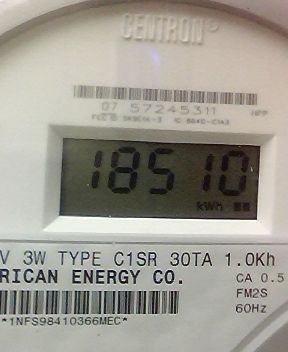 CENTRON®
07 57245311
18510
kWh
V 3W TYPE C1SR 30TA 1.0Kh
RICAN ENERGY CO.
CA 0.5
FM2S
60Hz
*1NFS98410366MEC*